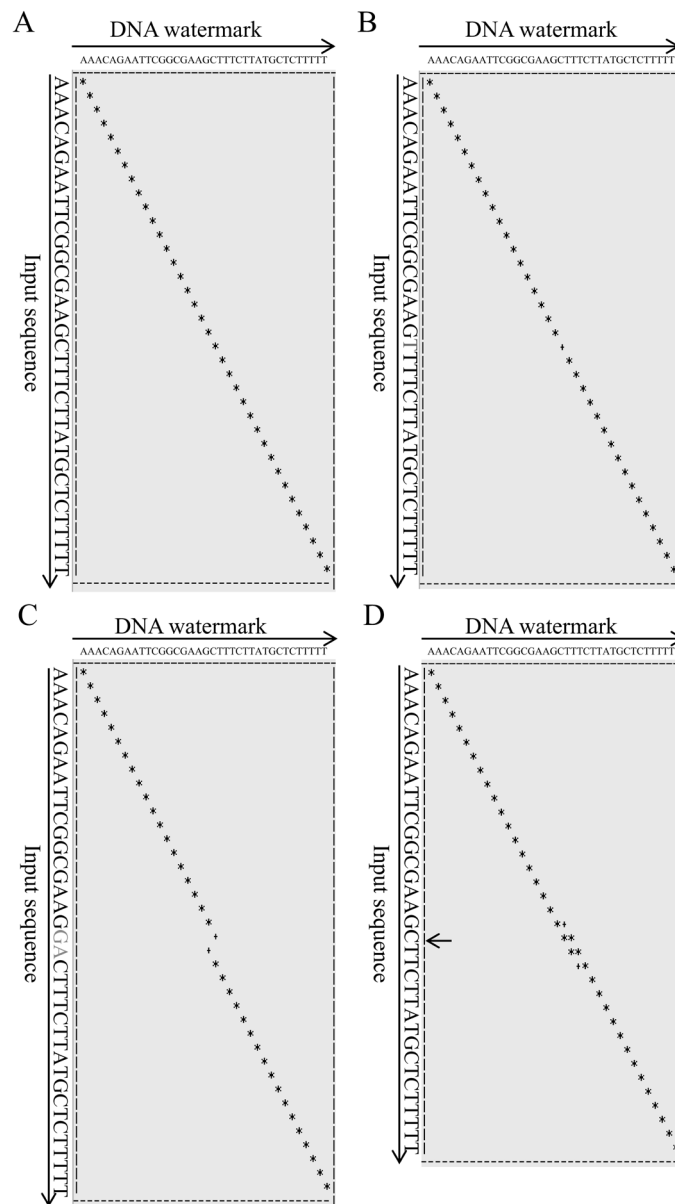 A
DNA watermark
AAACAGAATTCGGCGAAGCTTTCTTATGCTCTTTTT
Input sequence
AAACAGAATTCGGCGAAGCTTTCTTATGCTCTTTTT
B
DNA watermark
AAACAGAATTCGGCGAAGCTTTCTTATGCTCTTTTT
Input sequence
AAACAGAATTCGGCGAAGTTTTCTTATGCTCTTTTT
C
DNA watermark
AAACAGAATTCGGCGAAGCTTTCTTATGCTCTTTTT
Input sequence
AAACAGAATTCGGCGAAGGACTTTCTTATGCTCTTTTT
D
DNA watermark
AAACAGAATTCGGCGAAGCTTTCTTATGCTCTTTTT
Input sequence
AAACAGAATTCGGCGAAGCTTCTTATGCTCTTTTT